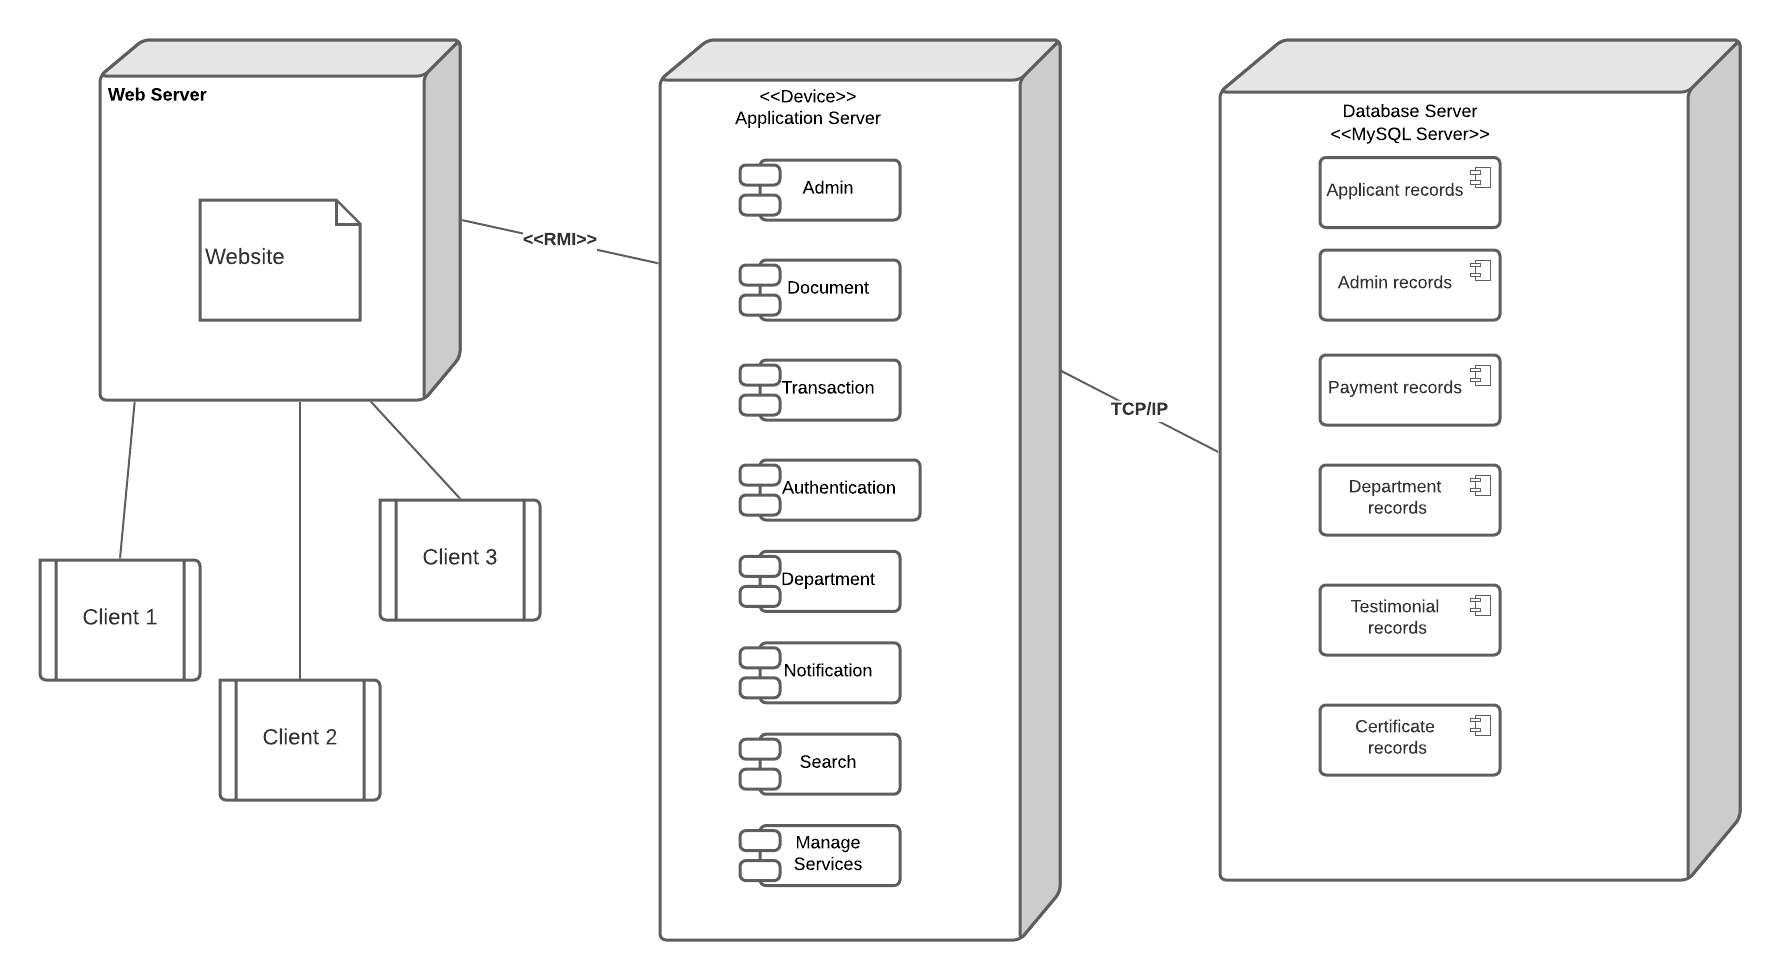 Web Server
Website
Client 1
Client 2
Client 3
<<RMI>>
<<Device>>
Application Server
Admin
Document
Transaction
Authentication
Department
Notification
Search
Manage
Services
TCP/IP
Database Server
<<MySQL Server>>
Applicant records
Admin records
Payment records
Department
records
Testimonial
records
Certificate
records